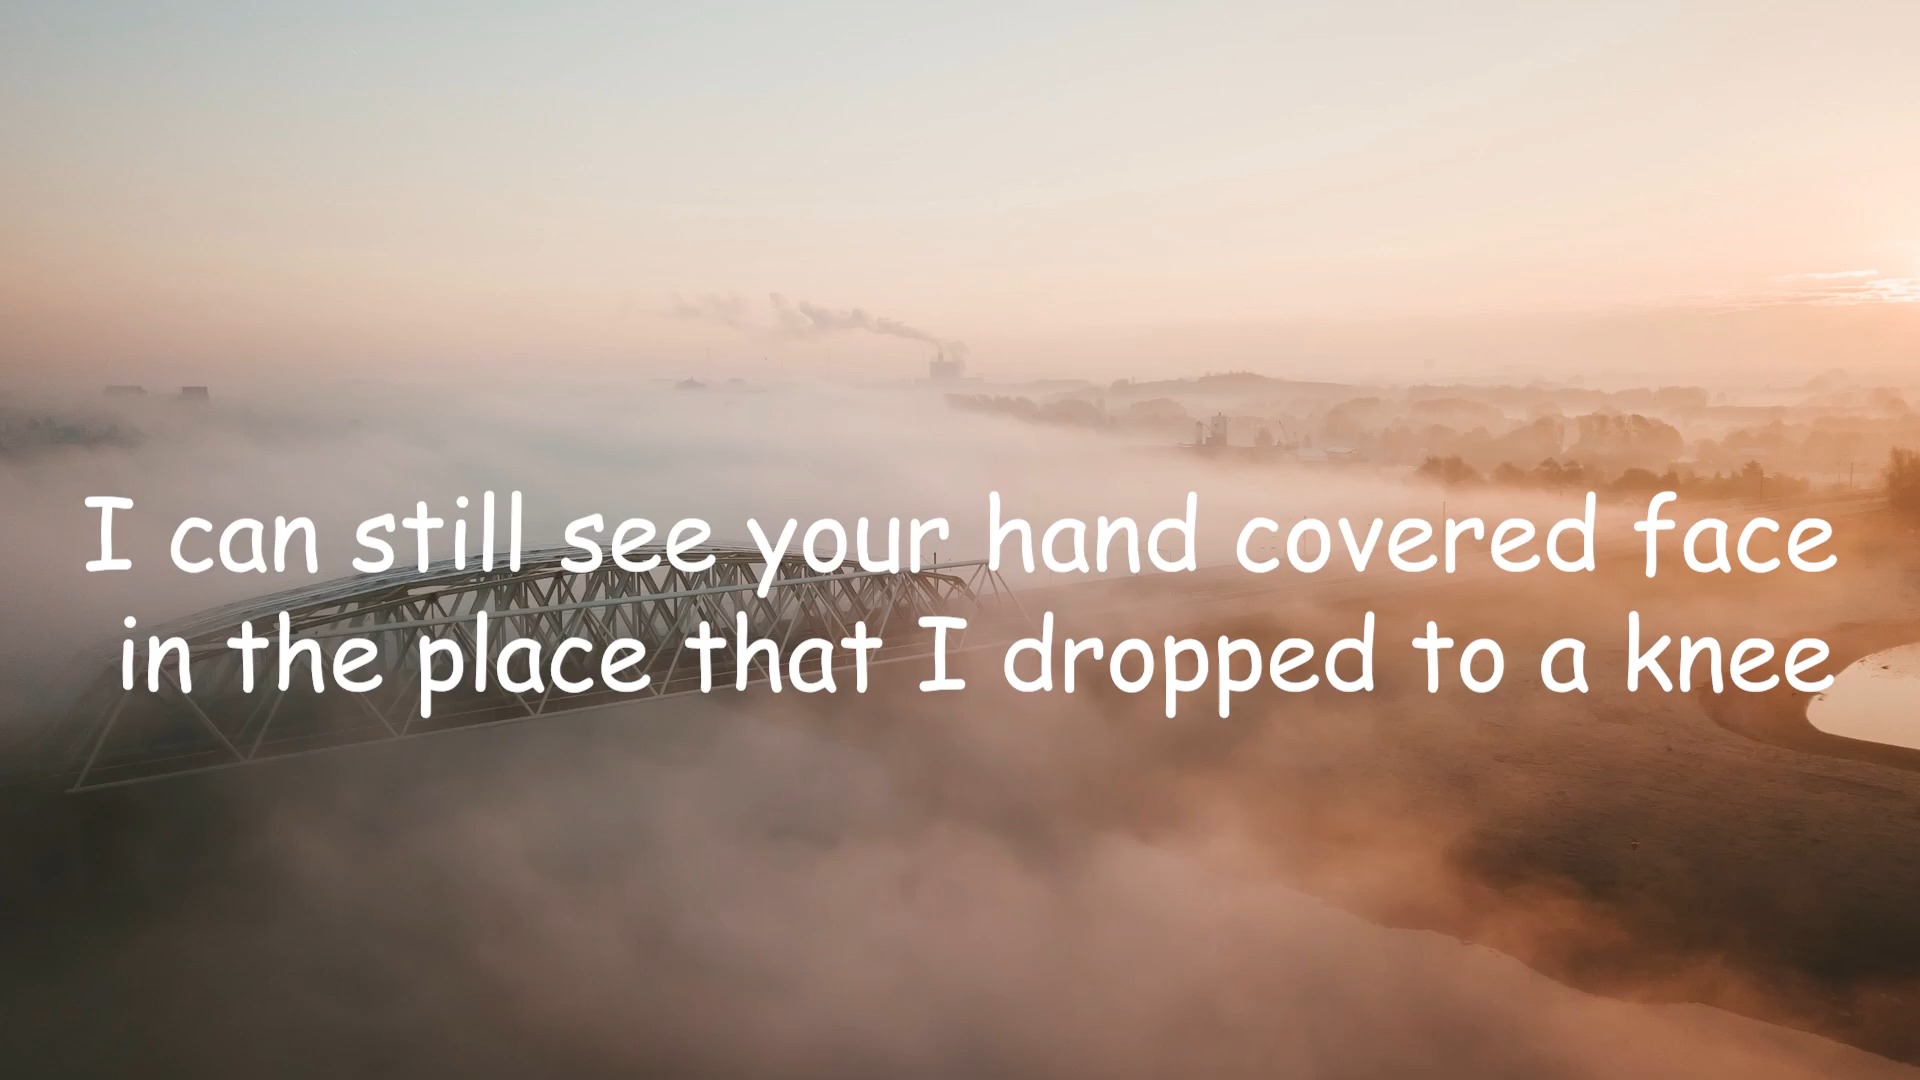 I can still see your hand covered face
in the place that I dropped to a knee